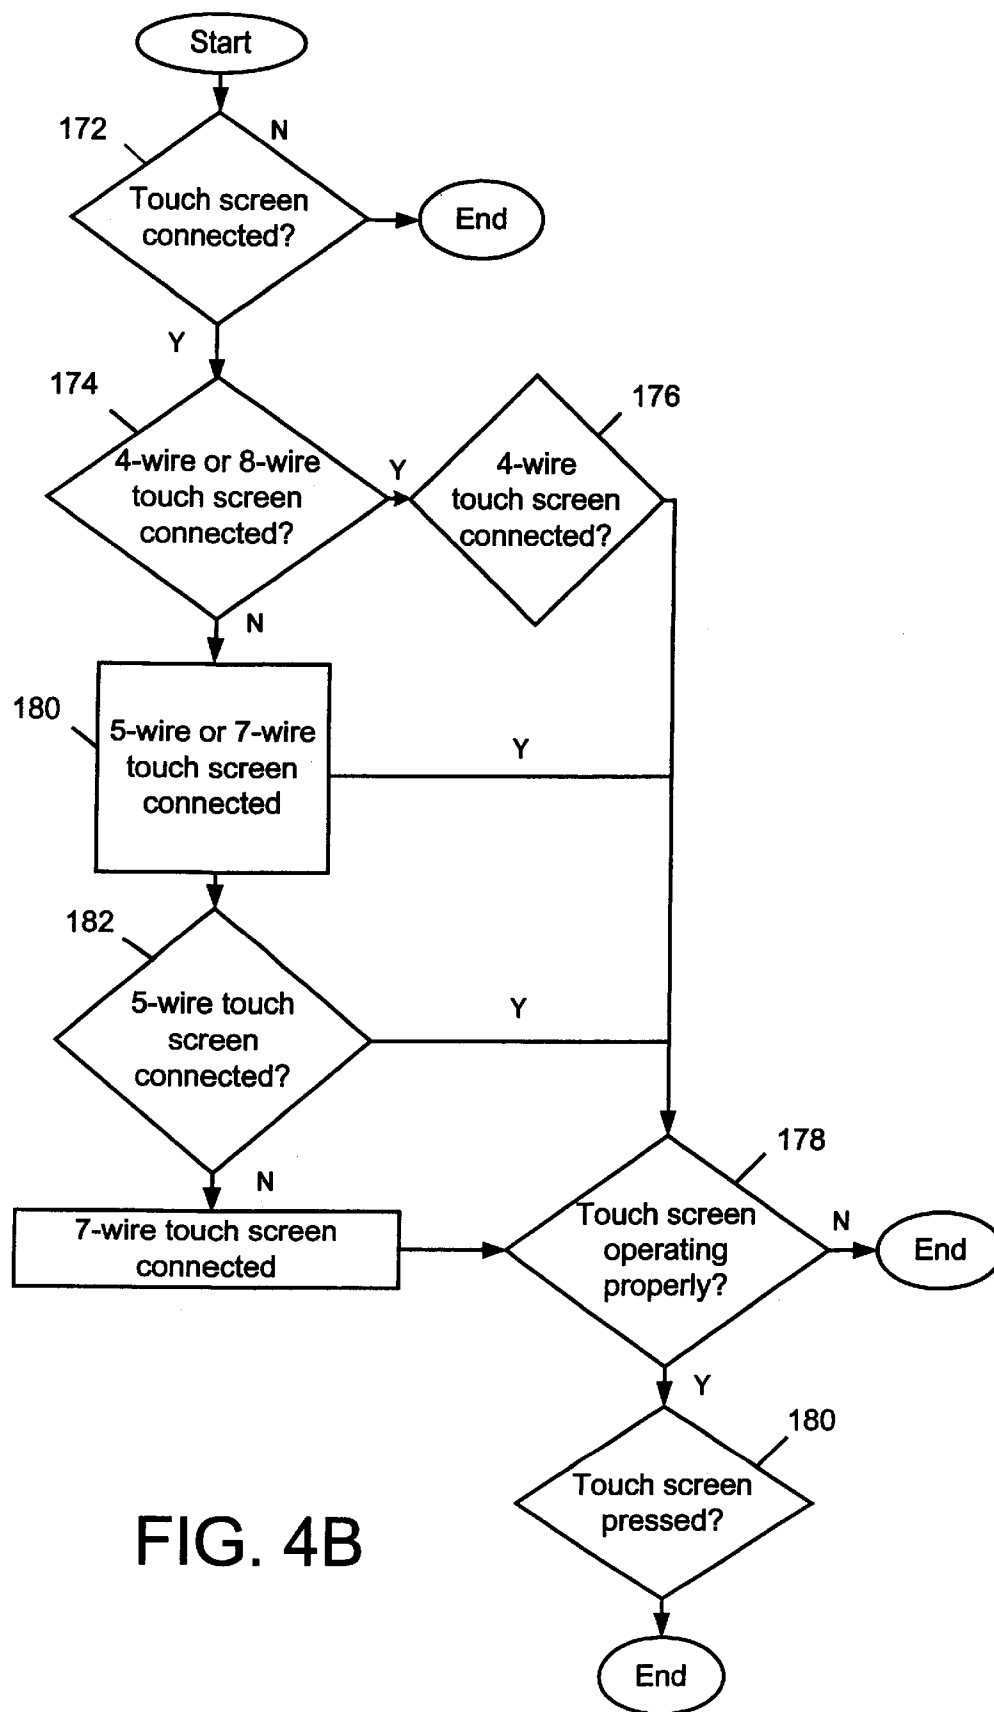 Start
172
N
Touch screen
connected?
End
Y
174
176
4-wire or 8-wire
touch screen
connected?
Y
4-wire
touch screen
connected?
N
180
5-wire or 7-wire
touch screen
connected
Y
182
5-wire touch
screen
connected?
Y
N
7-wire touch screen
connected
178
Touch screen
operating
properly?
N
End
Y
180
Touch screen
pressed?
End
FIG. 4B